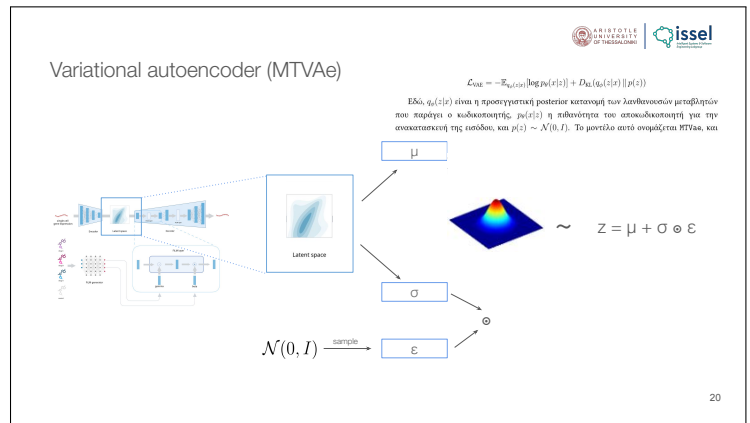 ARISTOTLE
UNIVERSITY
OF THESSALONIKI
issel
Variational autoencoder (MTVAe)
𝓛_VAE = −𝔼_{q_φ(z|x)}[log p_θ(x|z)] + D_KL(q_φ(z|x) ∥ p(z))
Εδώ, q_φ(z|x) είναι η προσεγγιστική posterior κατανομή των λανθανουσών μεταβλητών
που παράγει ο κωδικοποιητής, p_θ(x|z) η πιθανότητα του αποκωδικοποιητή για την
ανακατασκευή της εισόδου, και p(z) ∼ 𝒩(0, I). Το μοντέλο αυτό ονομάζεται MTVae, και
μ
Latent space
Latent space
~ z = μ + σ ⊙ ε
σ
⊙
𝒩(0, I) sample ε
20